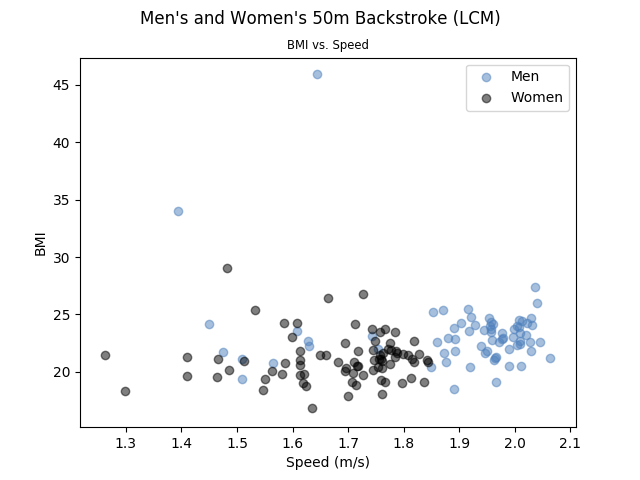 Men's and Women's 50m Backstroke (LCM)
BMI vs. Speed
Men
Women
45
40
35
30
25
20
BMI
1.3 1.4 1.5 1.6 1.7 1.8 1.9 2.0 2.1
Speed (m/s)